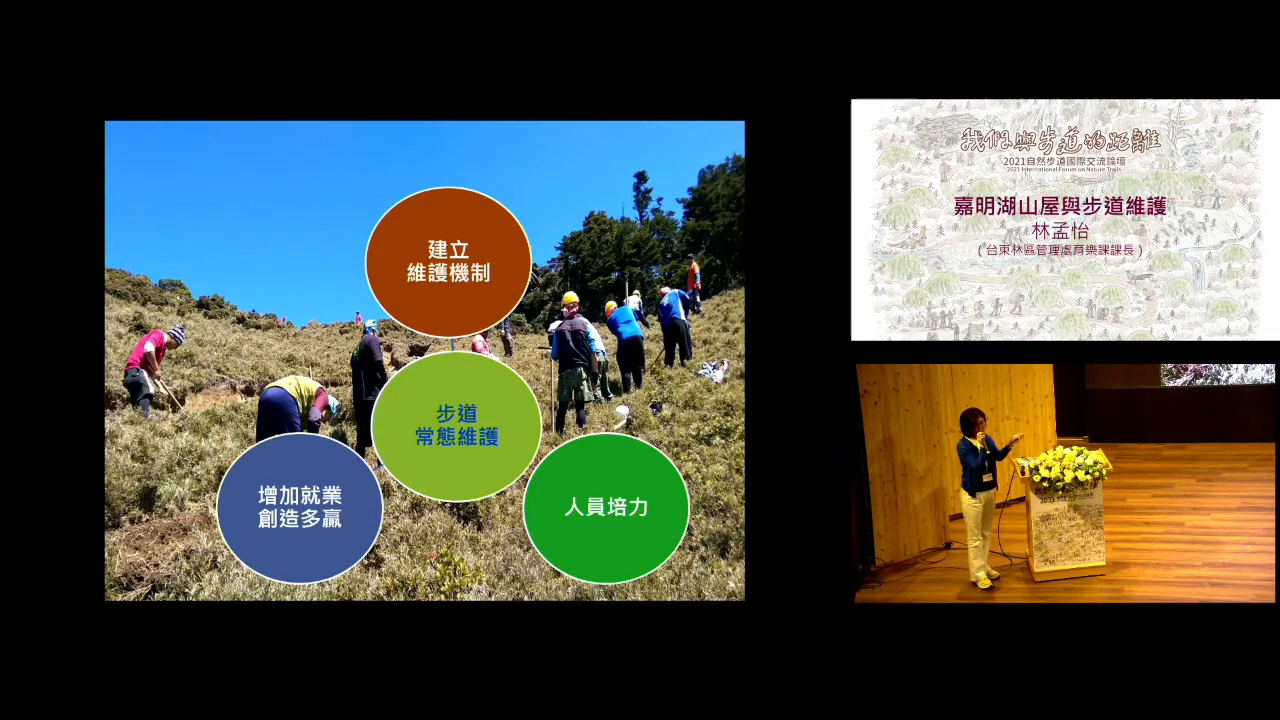 建立
維護機制
步道
常態維護
增加就業
創造多贏
人員培力
我們與步道的距離
2021自然步道國際交流論壇
2021 International Forum on Nature Trails
嘉明湖山屋與步道維護
林孟怡
( 台東林區管理處育樂課課長 )